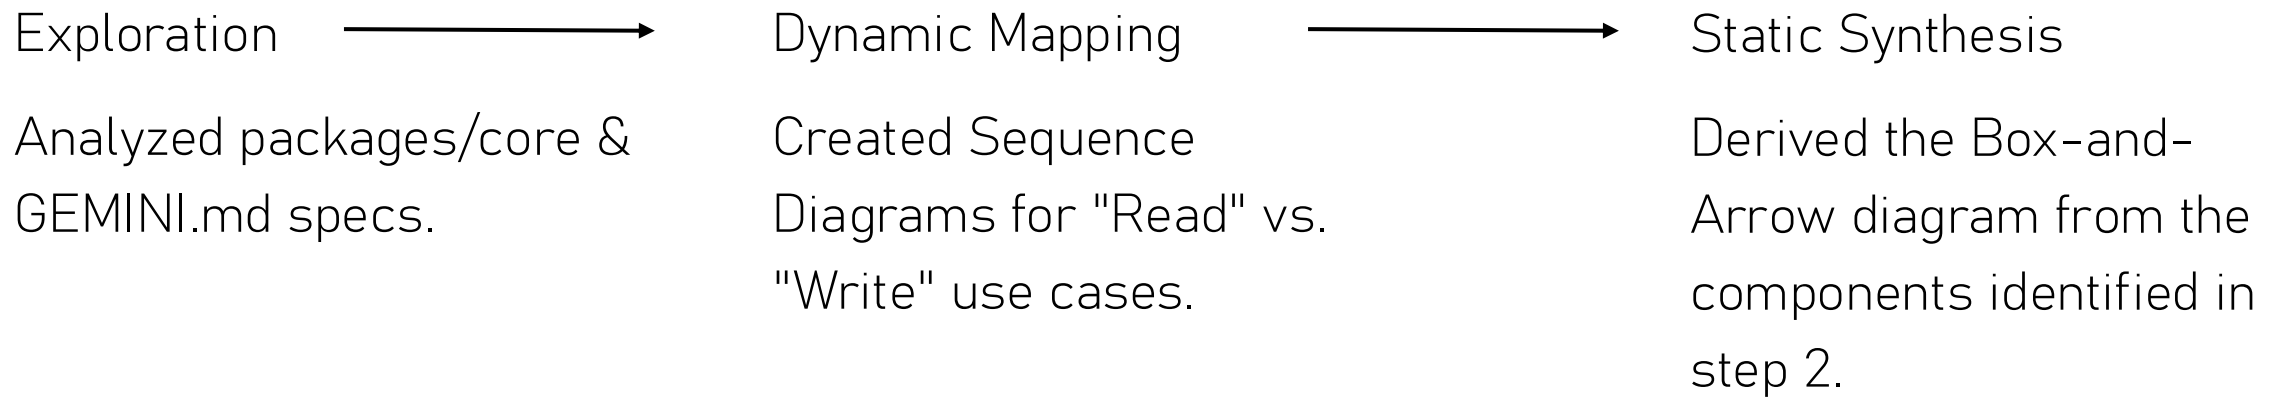 Exploration
Dynamic Mapping
Static Synthesis
Analyzed packages/core &
GEMINI.md specs.
Created Sequence
Diagrams for "Read" vs.
"Write" use cases.
Derived the Box-and-
Arrow diagram from the
components identified in
step 2.